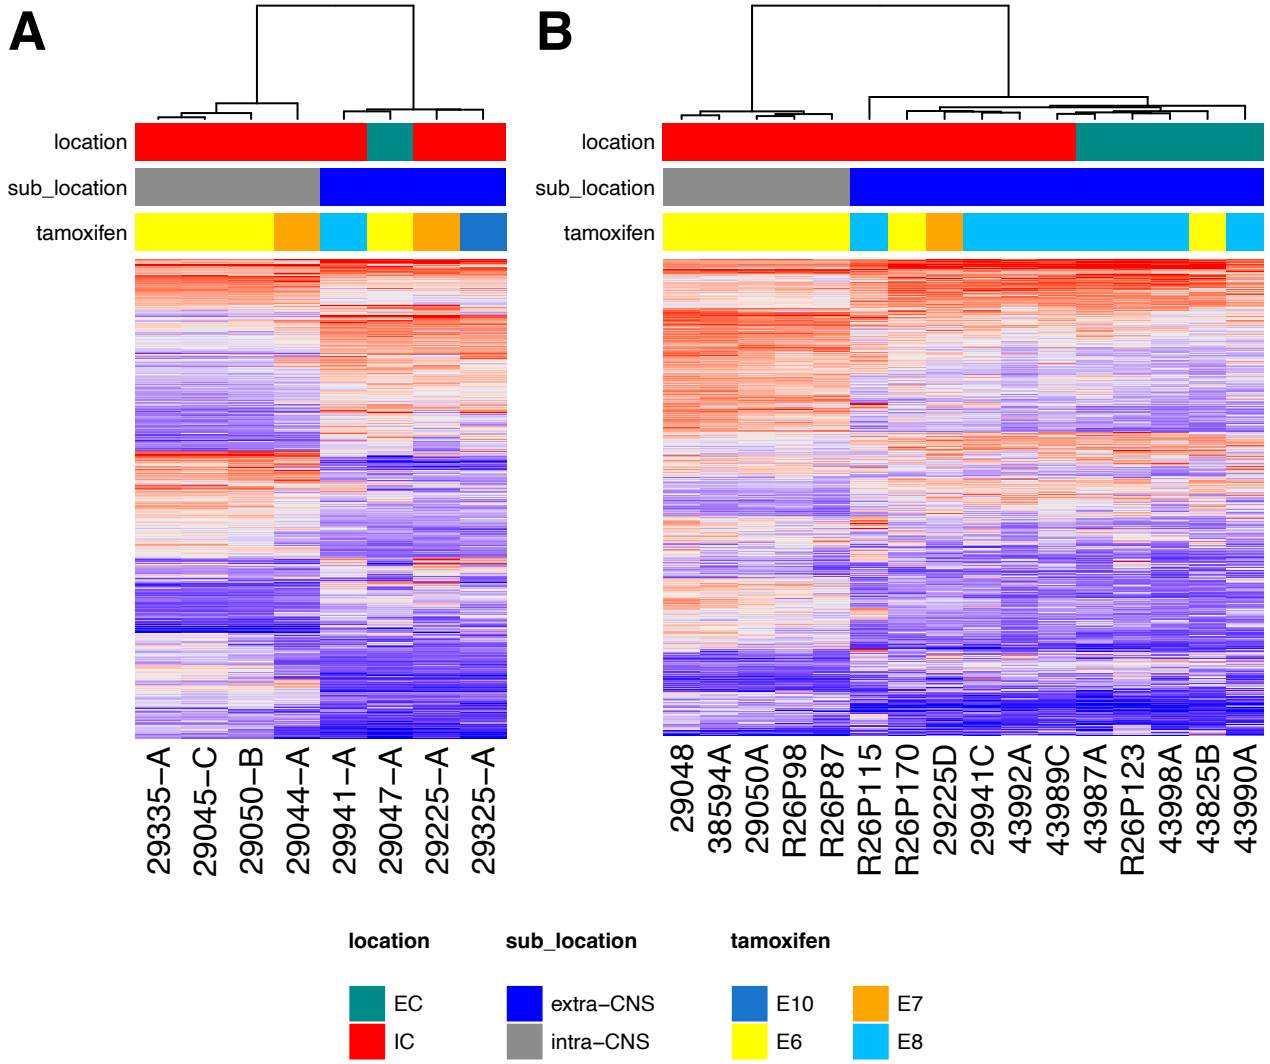 A
B
location
sub_location
tamoxifen
location
sub_location
tamoxifen
29335−A
29045−C
29050−B
29044−A
29941−A
29047−A
29225−A
29325−A
29048
38594A
29050A
R26P98
R26P87
R26P115
R26P170
29225D
29941C
43992A
43989C
43987A
R26P123
43998A
43825B
43990A
location
sub_location
tamoxifen
EC
extra−CNS
E10
E7
IC
intra−CNS
E6
E8